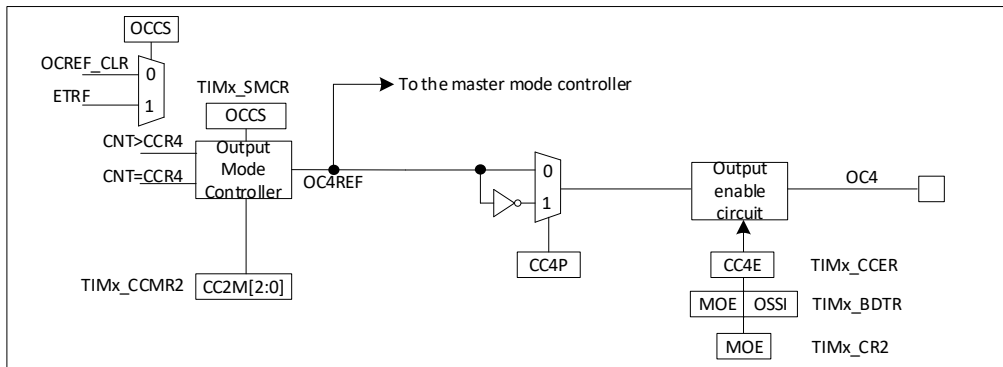 OCCS
OCREF_CLR
0
ETRF
1
TIMx_SMCR
OCCS
To the master mode controller
CNT>CCR4
CNT=CCR4
Output
Mode
Controller
OC4REF
0
1
CC4P
Output
enable
circuit
OC4
TIMx_CCMR2
CC2M[2:0]
CC4E
TIMx_CCER
MOE
OSSI
TIMx_BDTR
MOE
TIMx_CR2